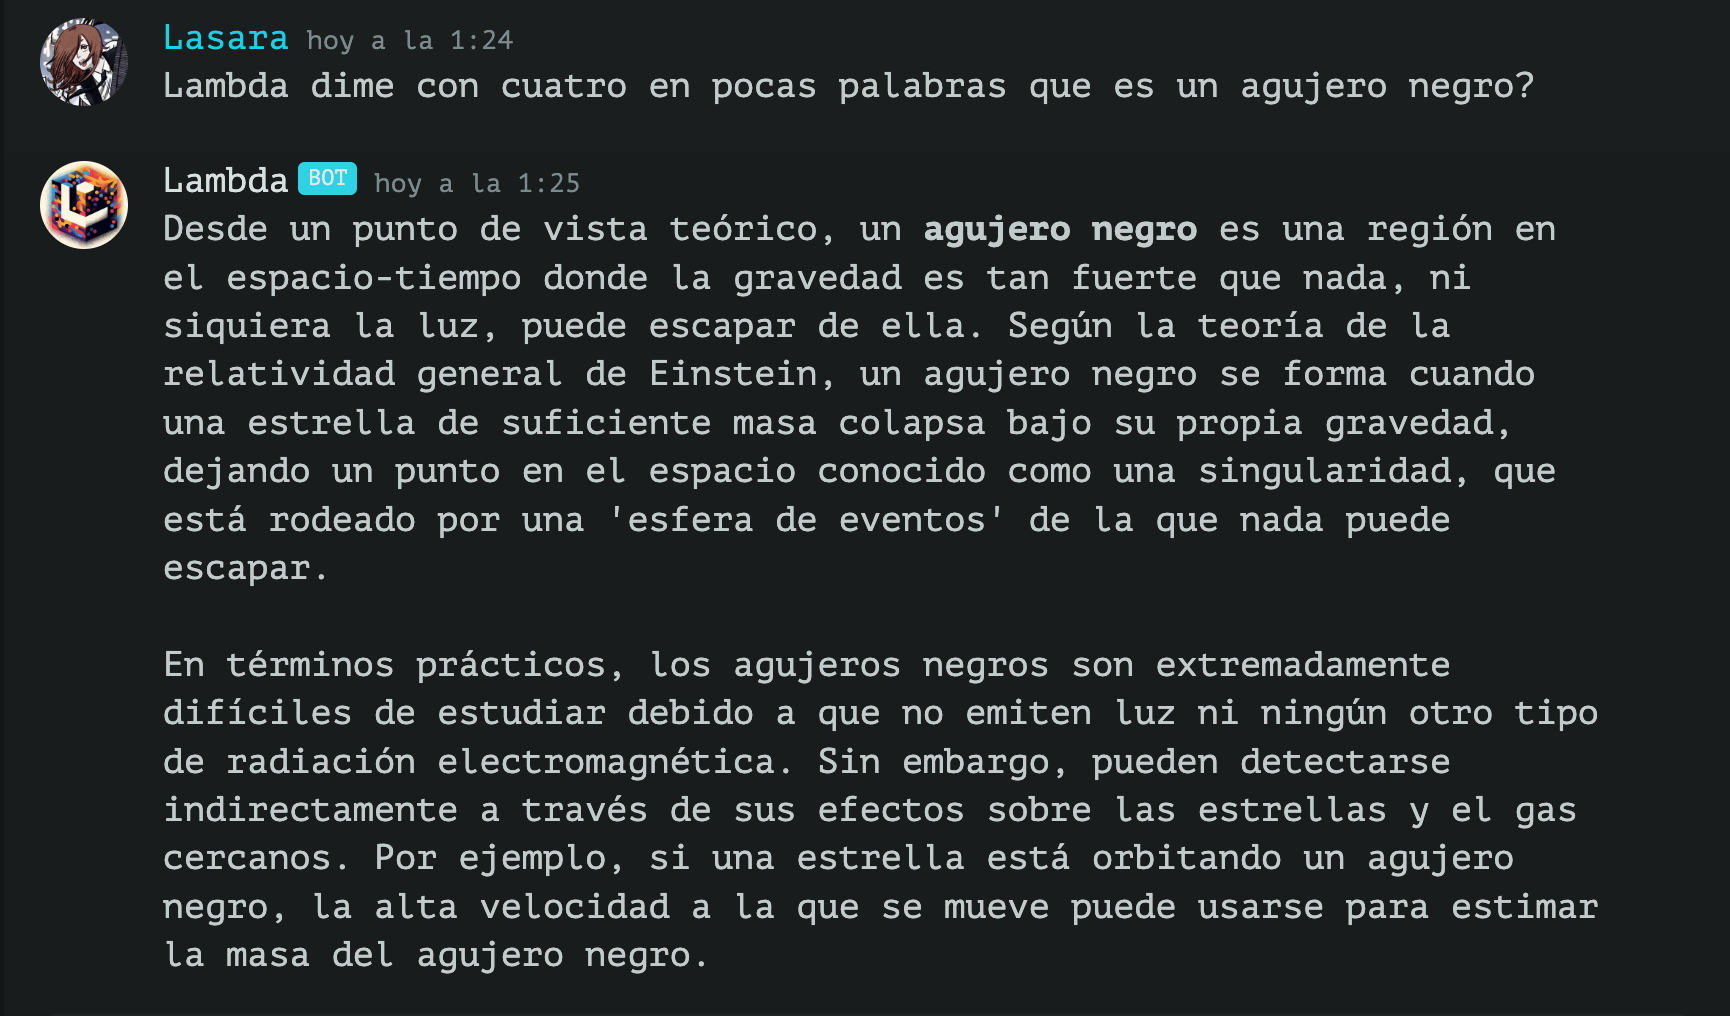 Lasara hoy a la 1:24
Lambda dime con cuatro en pocas palabras que es un agujero negro?
Lambda BOT hoy a la 1:25
Desde un punto de vista teórico, un agujero negro es una región en
el espacio-tiempo donde la gravedad es tan fuerte que nada, ni
siquiera la luz, puede escapar de ella. Según la teoría de la
relatividad general de Einstein, un agujero negro se forma cuando
una estrella de suficiente masa colapsa bajo su propia gravedad,
dejando un punto en el espacio conocido como una singularidad, que
está rodeado por una 'esfera de eventos' de la que nada puede
escapar.
En términos prácticos, los agujeros negros son extremadamente
difíciles de estudiar debido a que no emiten luz ni ningún otro tipo
de radiación electromagnética. Sin embargo, pueden detectarse
indirectamente a través de sus efectos sobre las estrellas y el gas
cercanos. Por ejemplo, si una estrella está orbitando un agujero
negro, la alta velocidad a la que se mueve puede usarse para estimar
la masa del agujero negro.